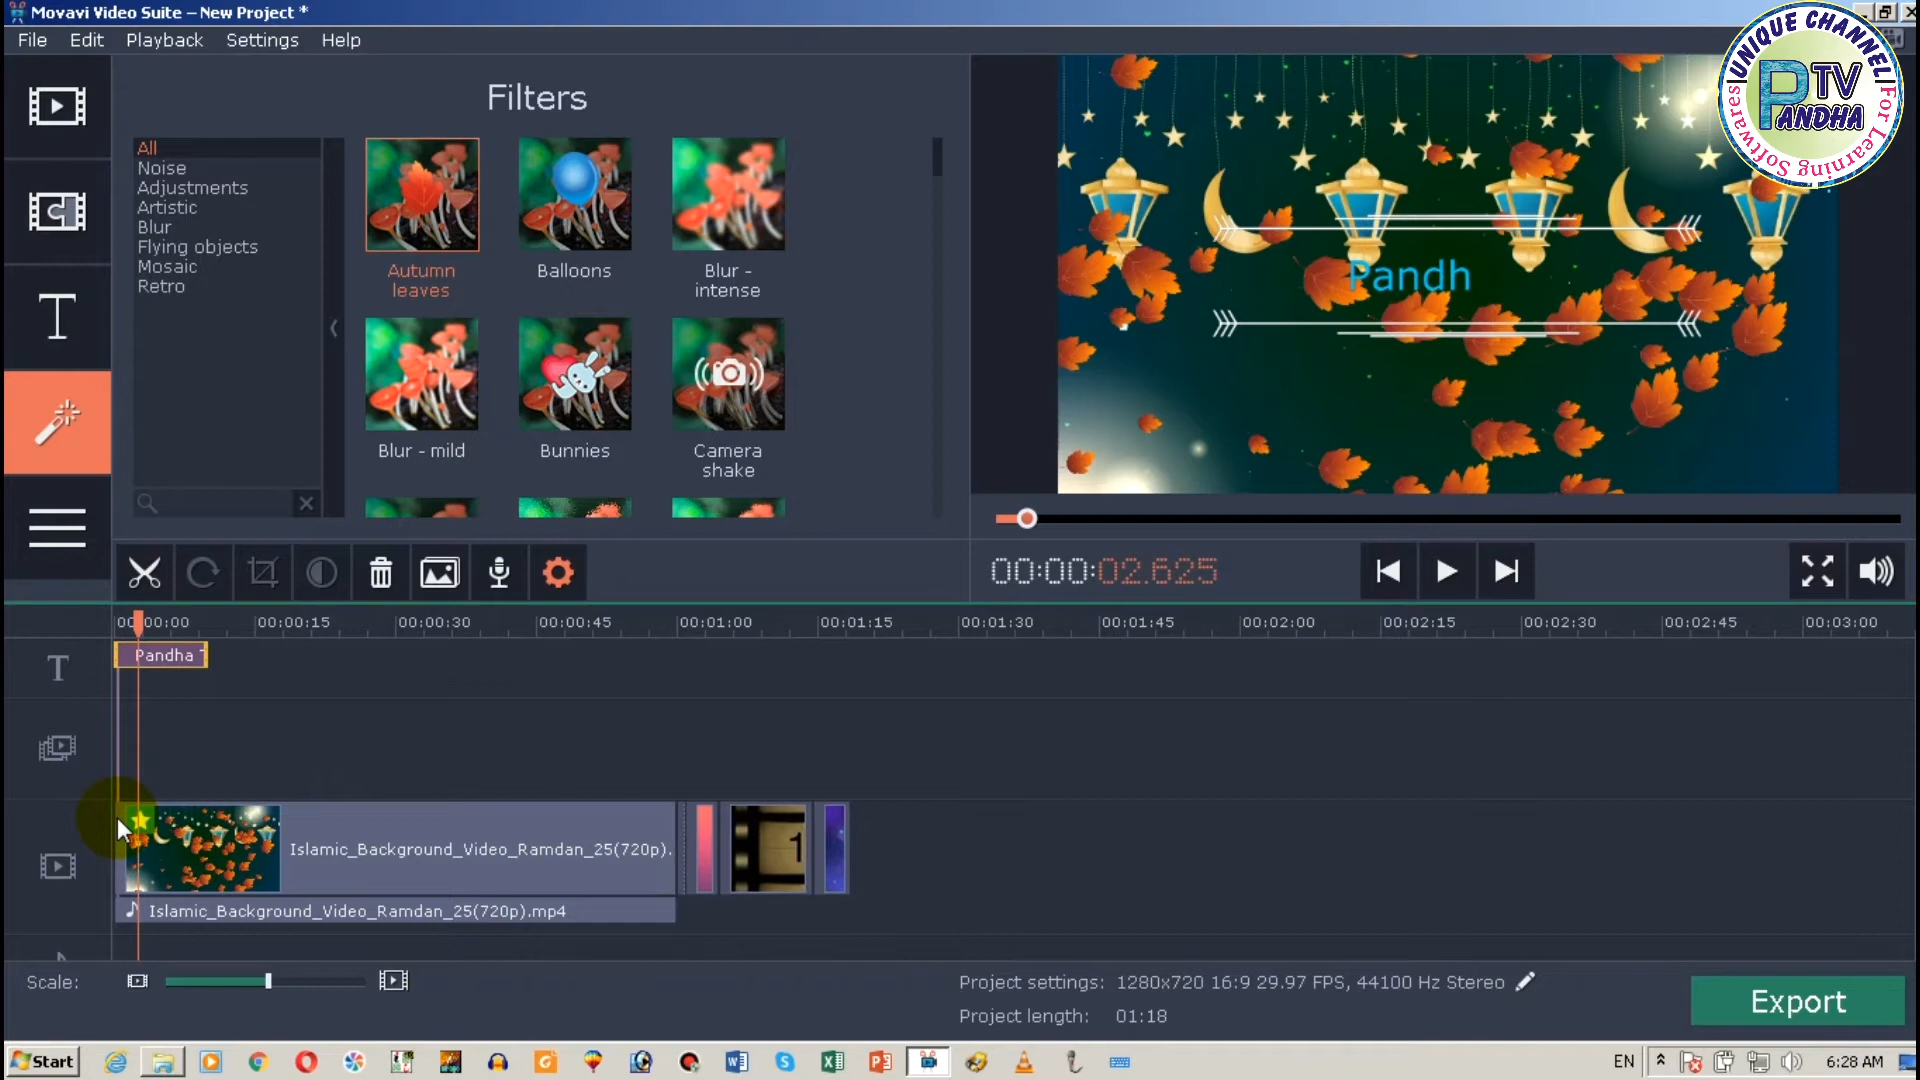 Movavi Video Suite – New Project *
File Edit Playback Settings Help
UNIQUE CHANNEL
PANDHA TV
For Learning Softwares
Filters
All
Noise
Adjustments
Artistic
Blur
Flying objects
Mosaic
Retro
Autumn leaves
Balloons
Blur - intense
Blur - mild
Bunnies
Camera shake
Pandh
00:00:02.625
00:00:15 00:00:30 00:00:45 00:01:00 00:01:15 00:01:30 00:01:45 00:02:00 00:02:15 00:02:30 00:02:45 00:03:00
T
Pandha
Islamic_Background_Video_Ramdan_25(720p).
1
Islamic_Background_Video_Ramdan_25(720p).mp4
Scale:
Project settings: 1280x720 16:9 29.97 FPS, 44100 Hz Stereo
Project length: 01:18
Export
Start
EN
6:28 AM